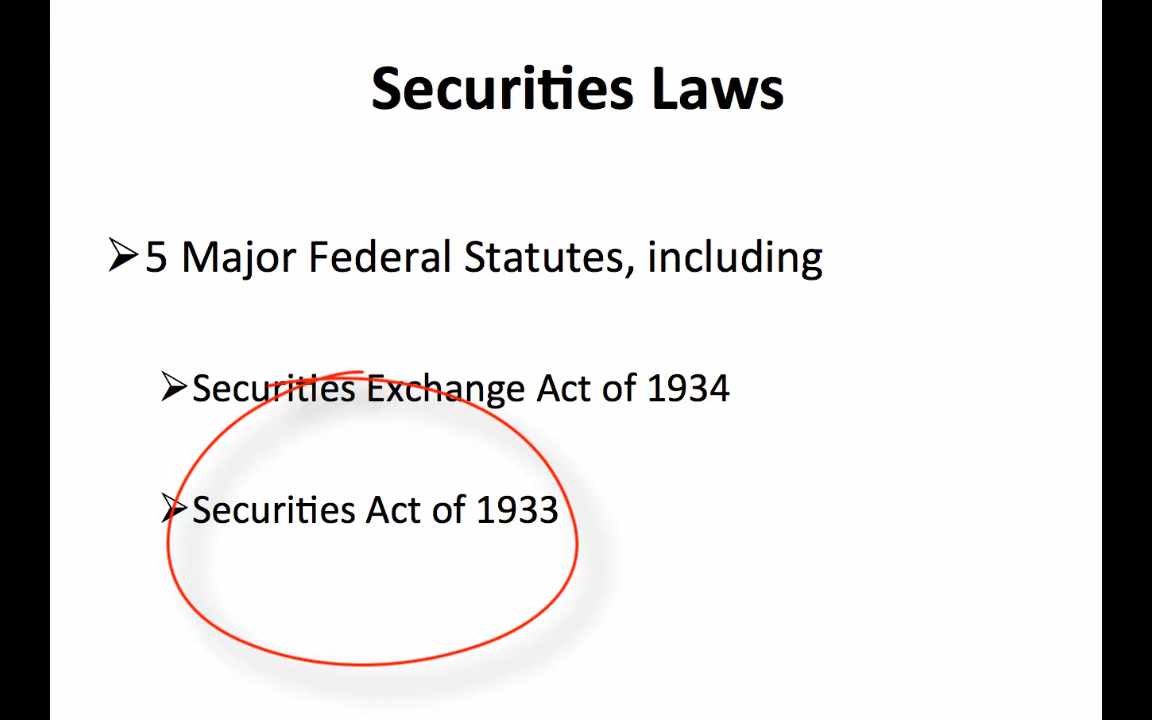 Securities Laws
➢5 Major Federal Statutes, including
➢Securities Exchange Act of 1934
➢Securities Act of 1933